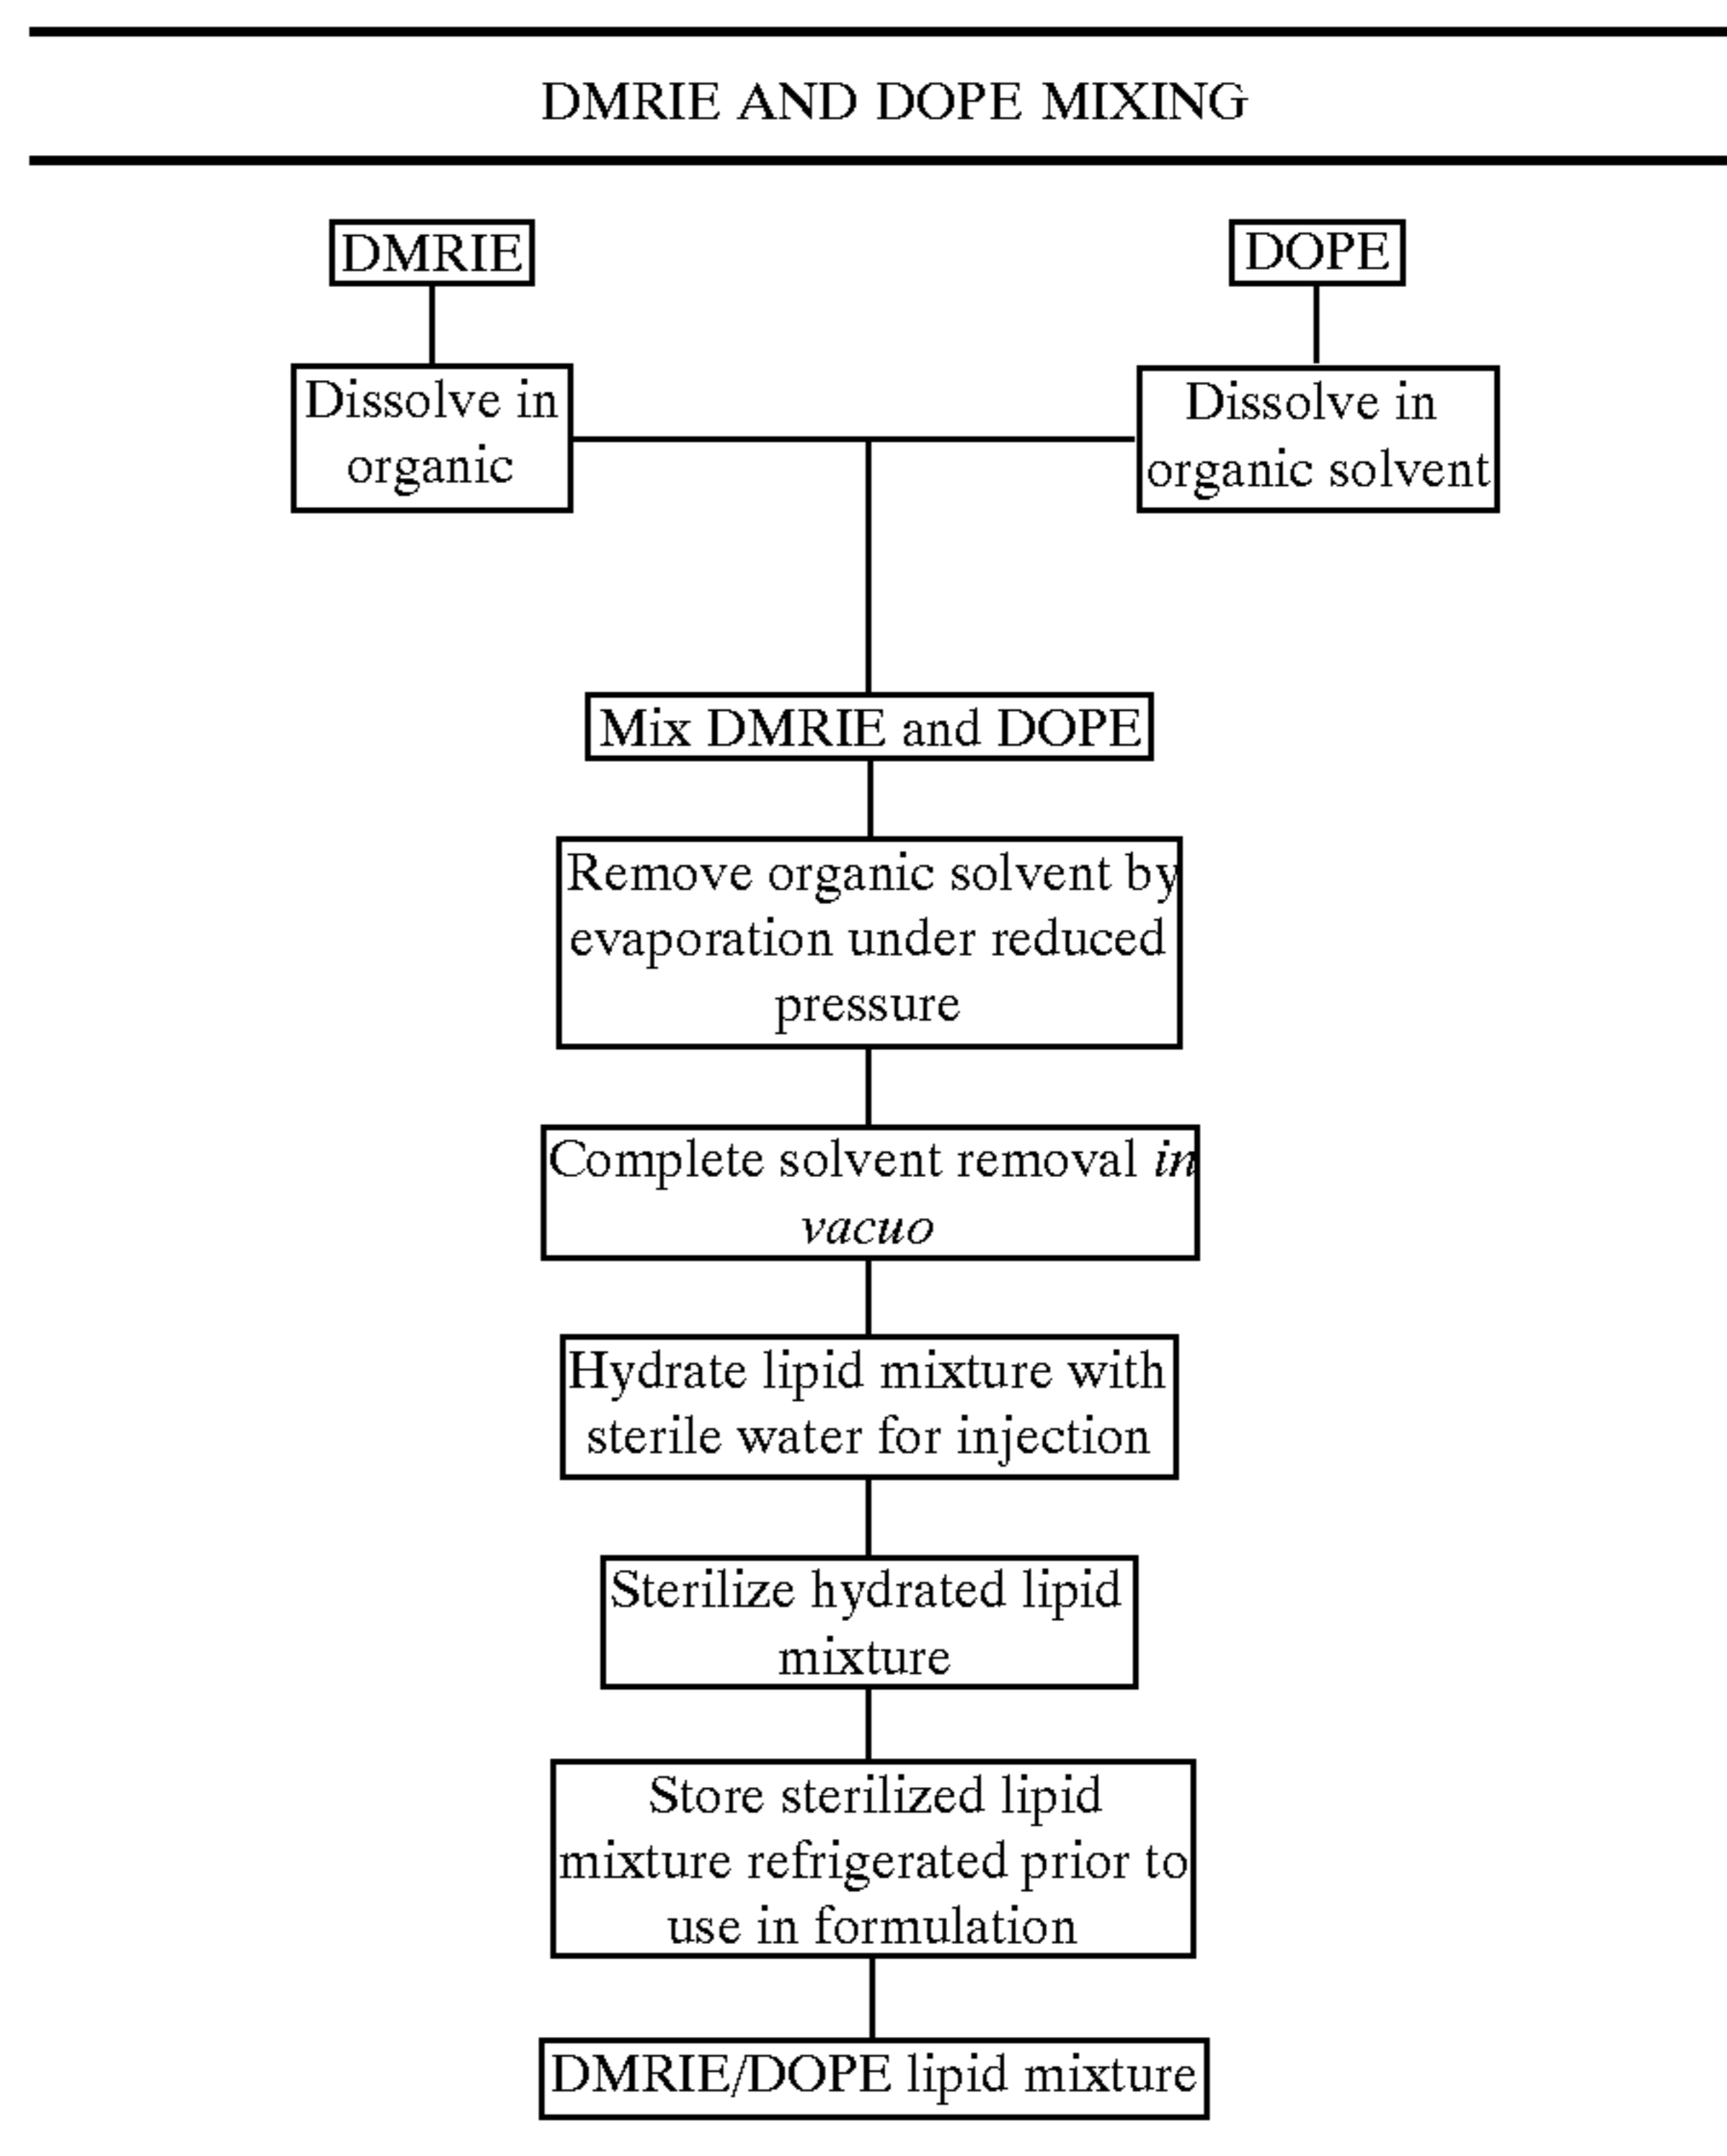 DMRIE AND DOPE MIXING
DMRIE
DOPE
Dissolve in
organic
Dissolve in
organic solvent
Mix DMRIE and DOPE
Remove organic solvent by
evaporation under reduced
pressure
Complete solvent removal in
vacuo
Hydrate lipid mixture with
sterile water for injection
Sterilize hydrated lipid
mixture
Store sterilized lipid
mixture refrigerated prior to
use in formulation
DMRIE/DOPE lipid mixture